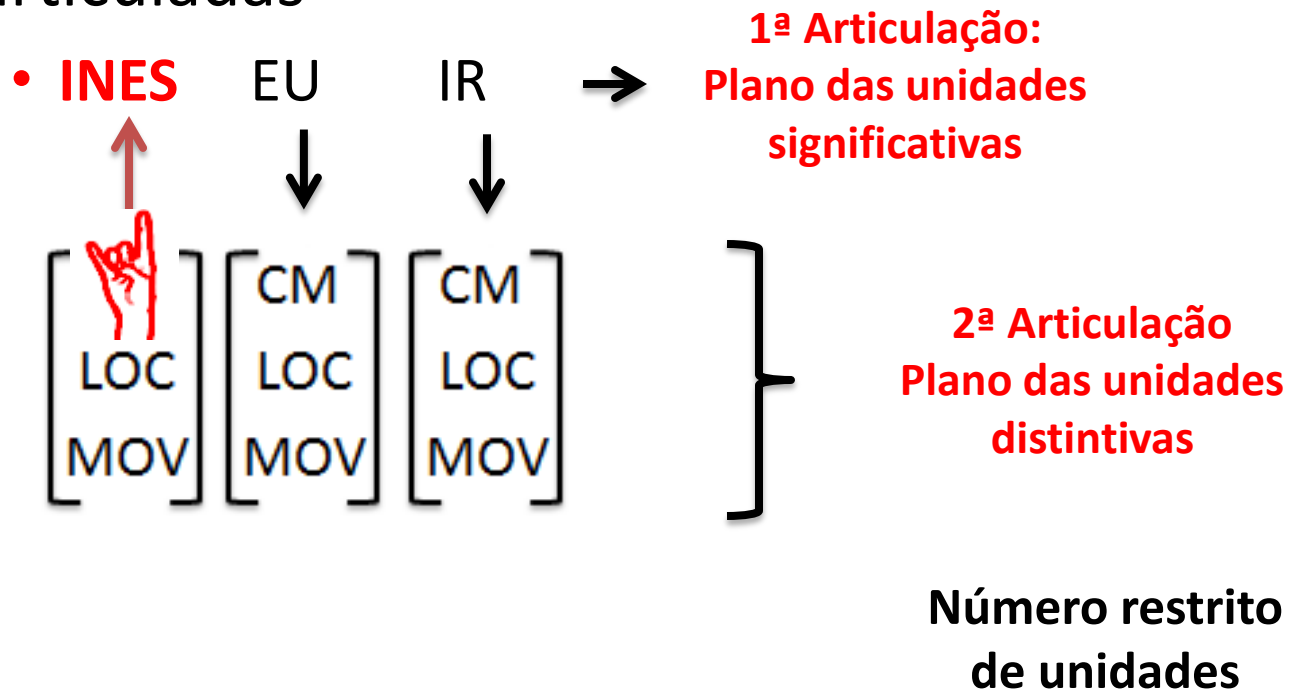 1ª Articulação:
Plano das unidades
significativas
• INES EU IR
CM CM
LOC LOC LOC
MOV MOV MOV
2ª Articulação
Plano das unidades
distintivas
Número restrito
de unidades